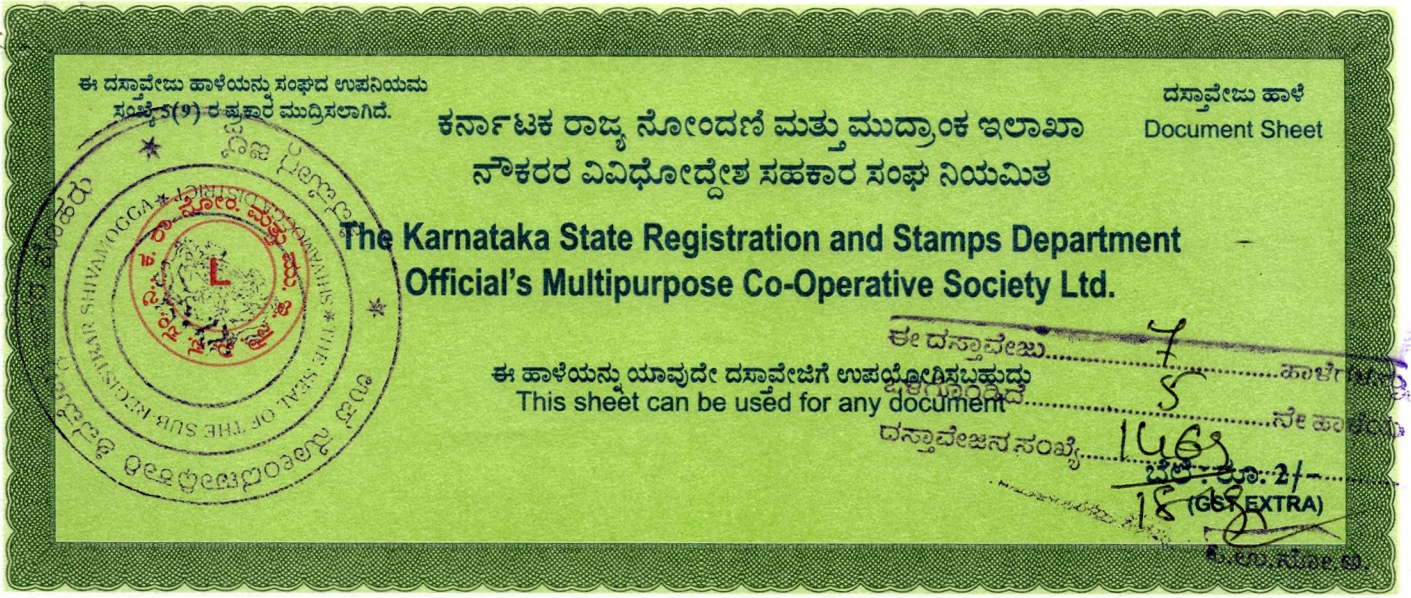 ಈ ದಸ್ತಾವೇಜು ಹಾಳೆಯನ್ನು ಸಂಘದ ಉಪನಿಯಮ
ಸಂಖ್ಯೆ 5(9) ರ ಪ್ರಕಾರ ಮುದ್ರಿಸಲಾಗಿದೆ.
ದಸ್ತಾವೇಜು ಹಾಳೆ
Document Sheet
ಕರ್ನಾಟಕ ರಾಜ್ಯ ನೋಂದಣಿ ಮತ್ತು ಮುದ್ರಾಂಕ ಇಲಾಖಾ
ನೌಕರರ ವಿವಿಧೋದ್ದೇಶ ಸಹಕಾರ ಸಂಘ ನಿಯಮಿತ
The Karnataka State Registration and Stamps Department
Official's Multipurpose Co-Operative Society Ltd.
THE SEAL OF THE SUB REGISTRAR SHIVAMOGGA
SHIVAMOGGA DISTRICT
L
ಈ ಹಾಳೆಯನ್ನು ಯಾವುದೇ ದಸ್ತಾವೇಜಿಗೆ ಉಪಯೋಗಿಸಬಹುದು
This sheet can be used for any document
ಈ ದಸ್ತಾವೇಜು 7
5 ನೇ
ದಸ್ತಾವೇಜಿನ ಸಂಖ್ಯೆ
ಬೆಲೆ : ರೂ. 2/-
(GST EXTRA)